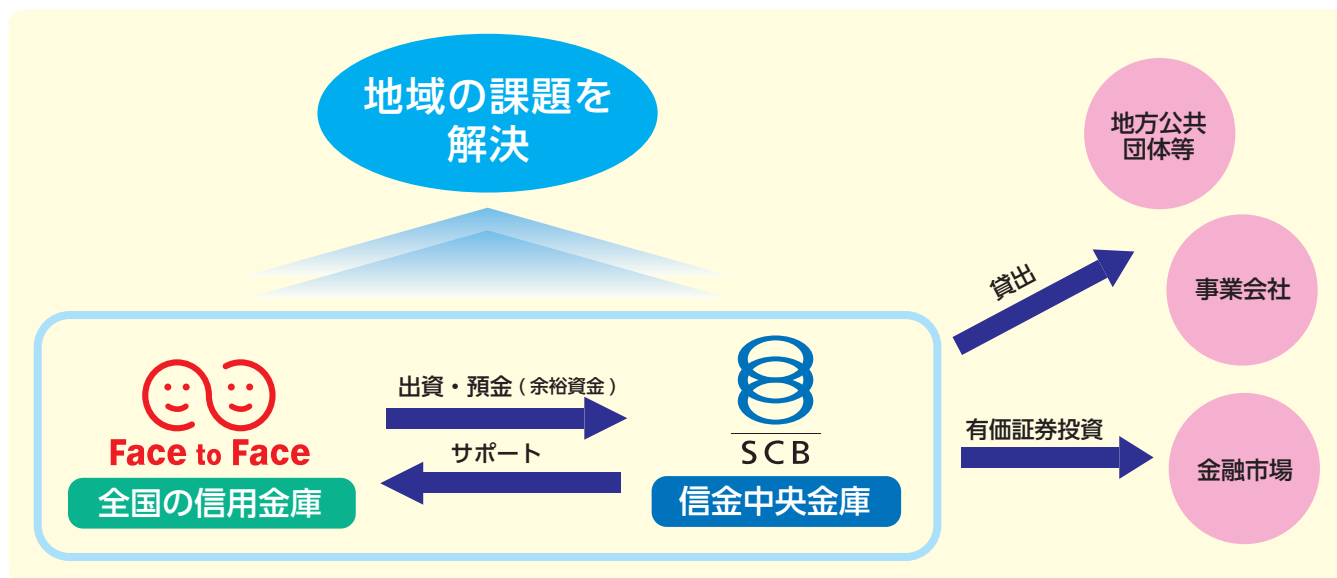 地域の課題を
解決
地方公共
団体等
貸出
事業会社
出資・預金（余裕資金）
Face to Face
サポート
SCB
有価証券投資
金融市場
全国の信用金庫
信金中央金庫